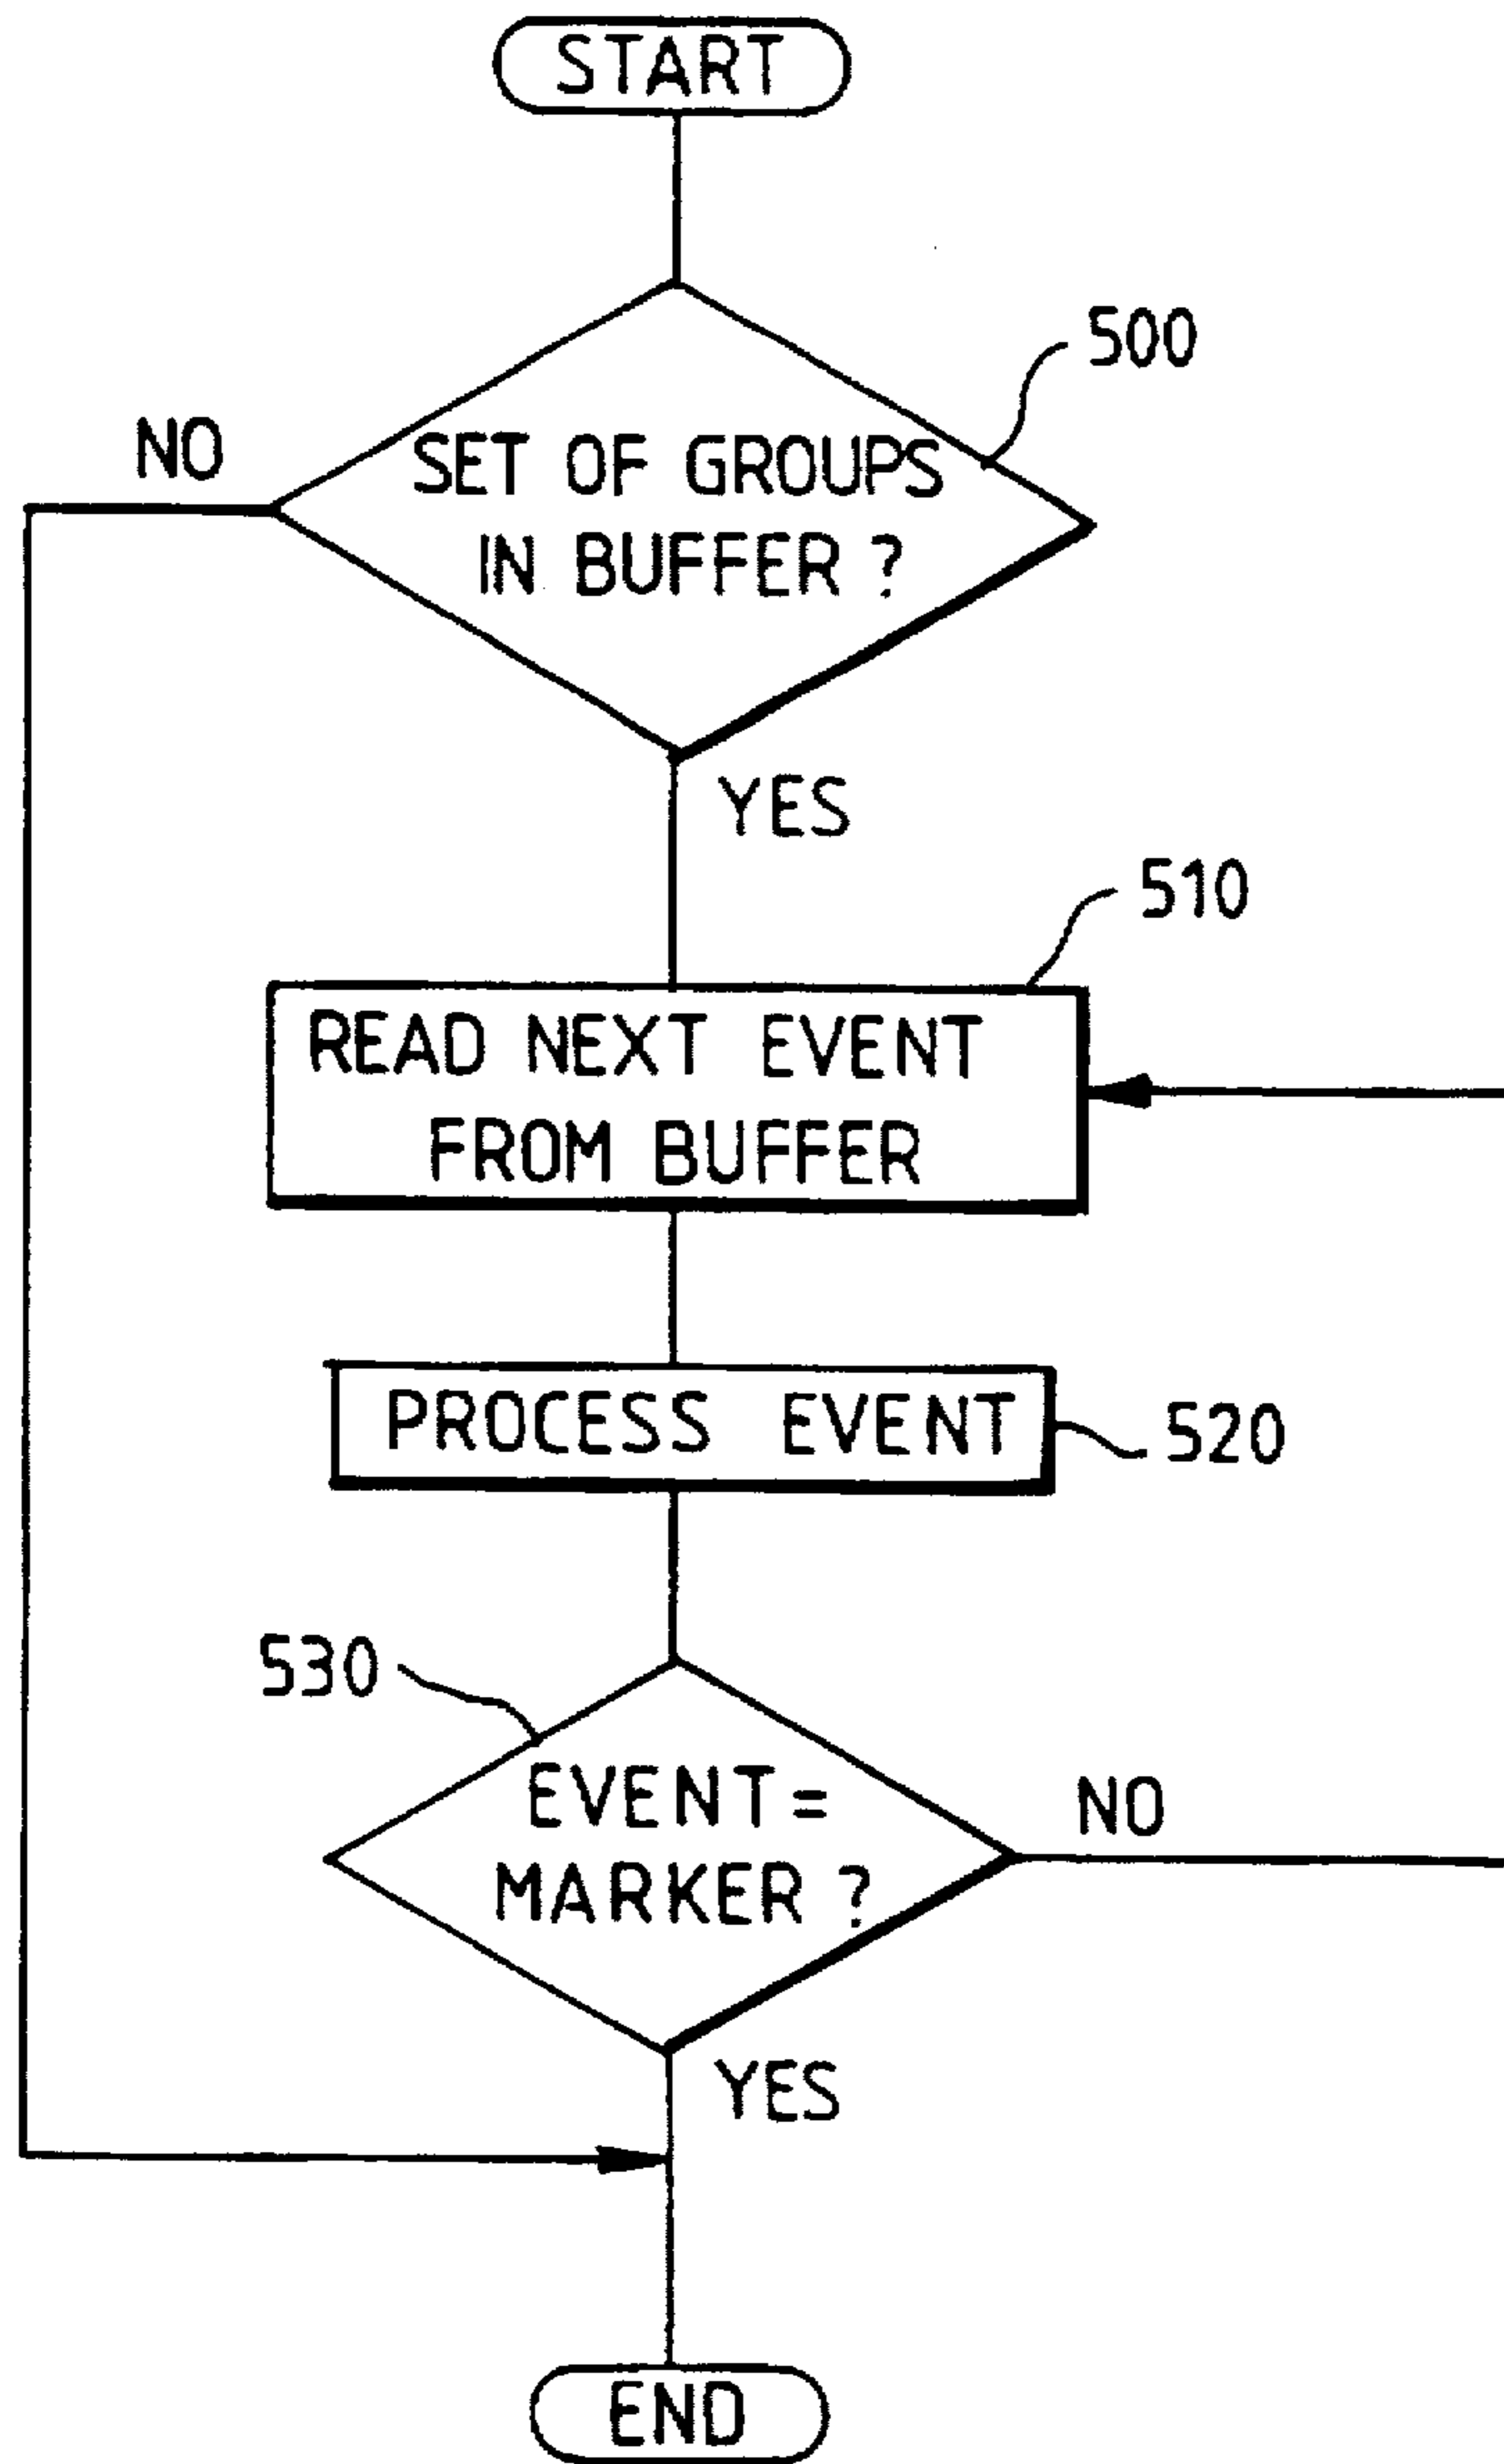 START
500
NO
SET OF GROUPS
IN BUFFER ?
YES
510
READ NEXT EVENT
FROM BUFFER
PROCESS EVENT
520
530
EVENT=
MARKER ?
NO
YES
END